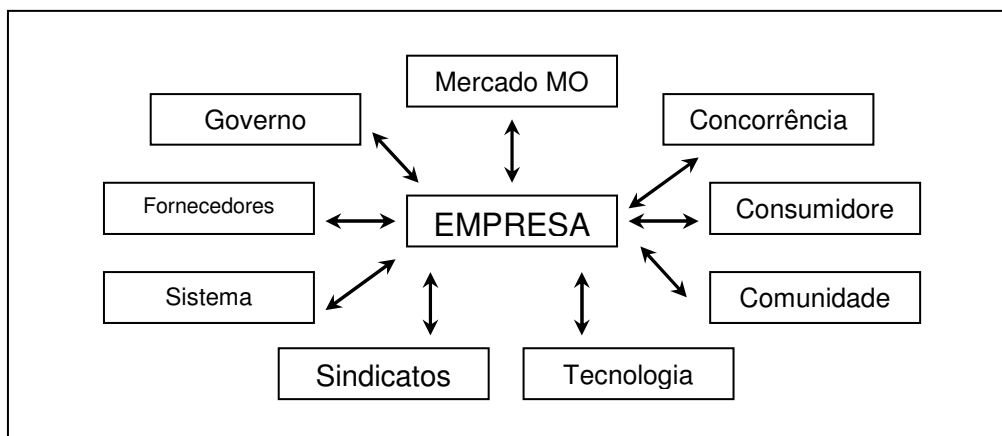 Mercado MO
Governo
Concorrência
Fornecedores
EMPRESA
Consumidore
Sistema
Comunidade
Sindicatos
Tecnologia